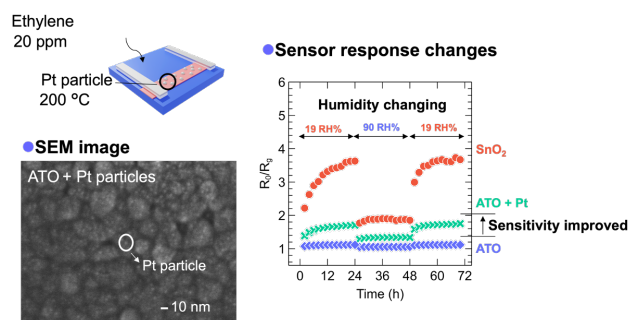 Ethylene
20 ppm
Pt particle
200 ºC
SEM image
ATO + Pt particles
Pt particle
10 nm
Sensor response changes
Humidity changing
19 RH%
90 RH%
19 RH%
R₀/Rg
6
5
4
3
2
1
0 12 24 36 48 60 72
Time (h)
SnO₂
ATO + Pt
Sensitivity improved
ATO